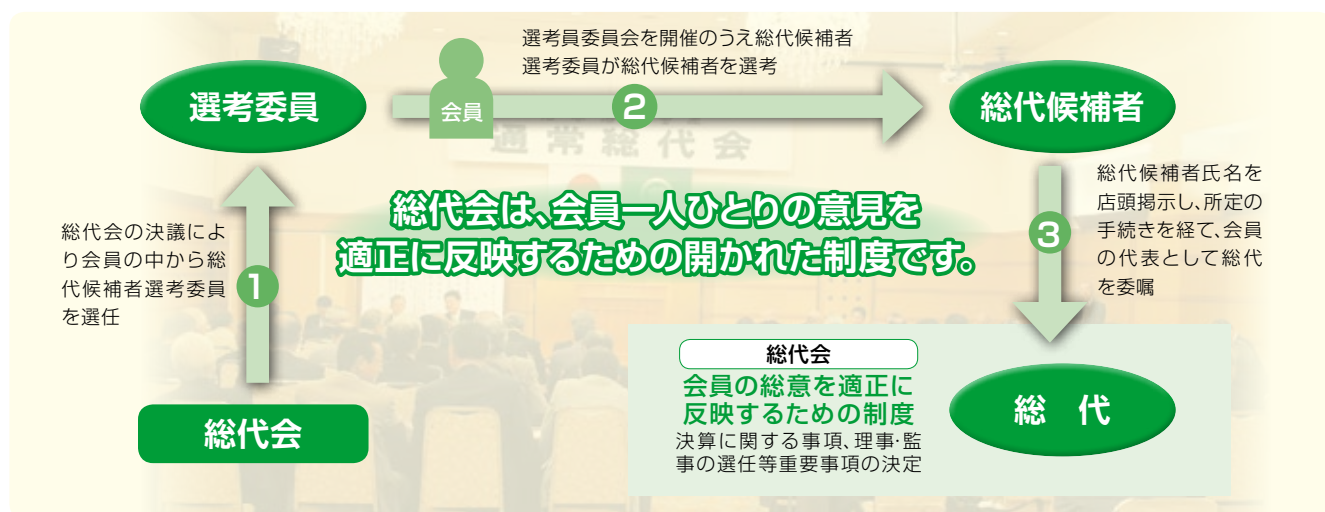 選考員委員会を開催のうえ総代候補者
選考委員が総代候補者を選考
選考委員
会員
2
総代候補者
通常総代会
総代会は、会員一人ひとりの意見を
適正に反映するための開かれた制度です。
総代会の決議によ
り会員の中から総
代候補者選考委員
を選任
1
総代候補者氏名を
店頭掲示し、所定の
手続きを経て、会員
の代表として総代
を委嘱
3
総代会
総代会
会員の総意を適正に
反映するための制度
決算に関する事項、理事・監
事の選任等重要事項の決定
総 代